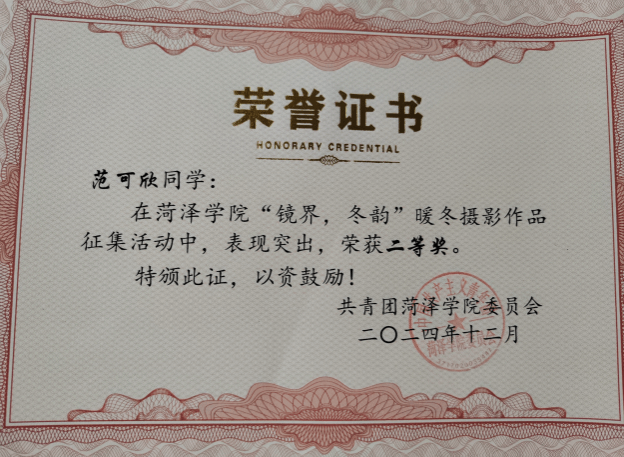 荣誉证书
HONORARY CREDENTIAL
范可欣同学：
在菏泽学院“镜界，冬韵”暖冬摄影作品
征集活动中，表现突出，荣获二等奖。
特颁此证，以资鼓励！
共青团菏泽学院委员会
二〇二四年十二月